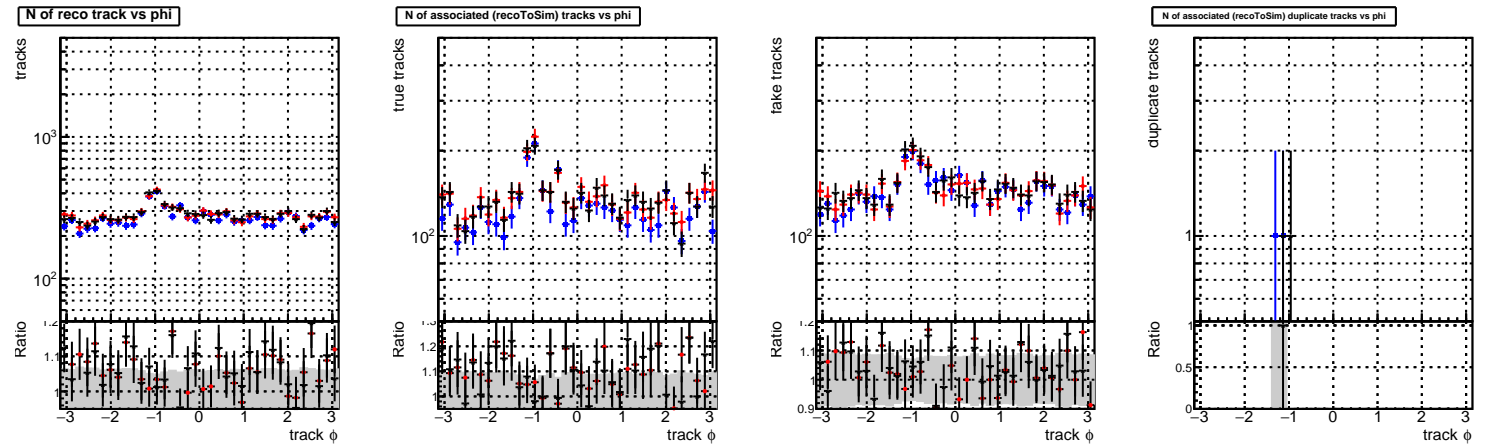 N of reco track vs phi
tracks
10³
10²
Ratio
1.2
1.1
1
−3 −2 −1 0 1 2 3
track ϕ
N of associated (recoToSim) tracks vs phi
true tracks
10²
Ratio
1.3
1.2
1.1
1
−3 −2 −1 0 1 2 3
track ϕ
fake tracks
10²
Ratio
1.2
1.1
1
0.9
−3 −2 −1 0 1 2 3
track ϕ
N of associated (recoToSim) duplicate tracks vs phi
duplicate tracks
1
Ratio
1
0.5
0
−3 −2 −1 0 1 2 3
track ϕ